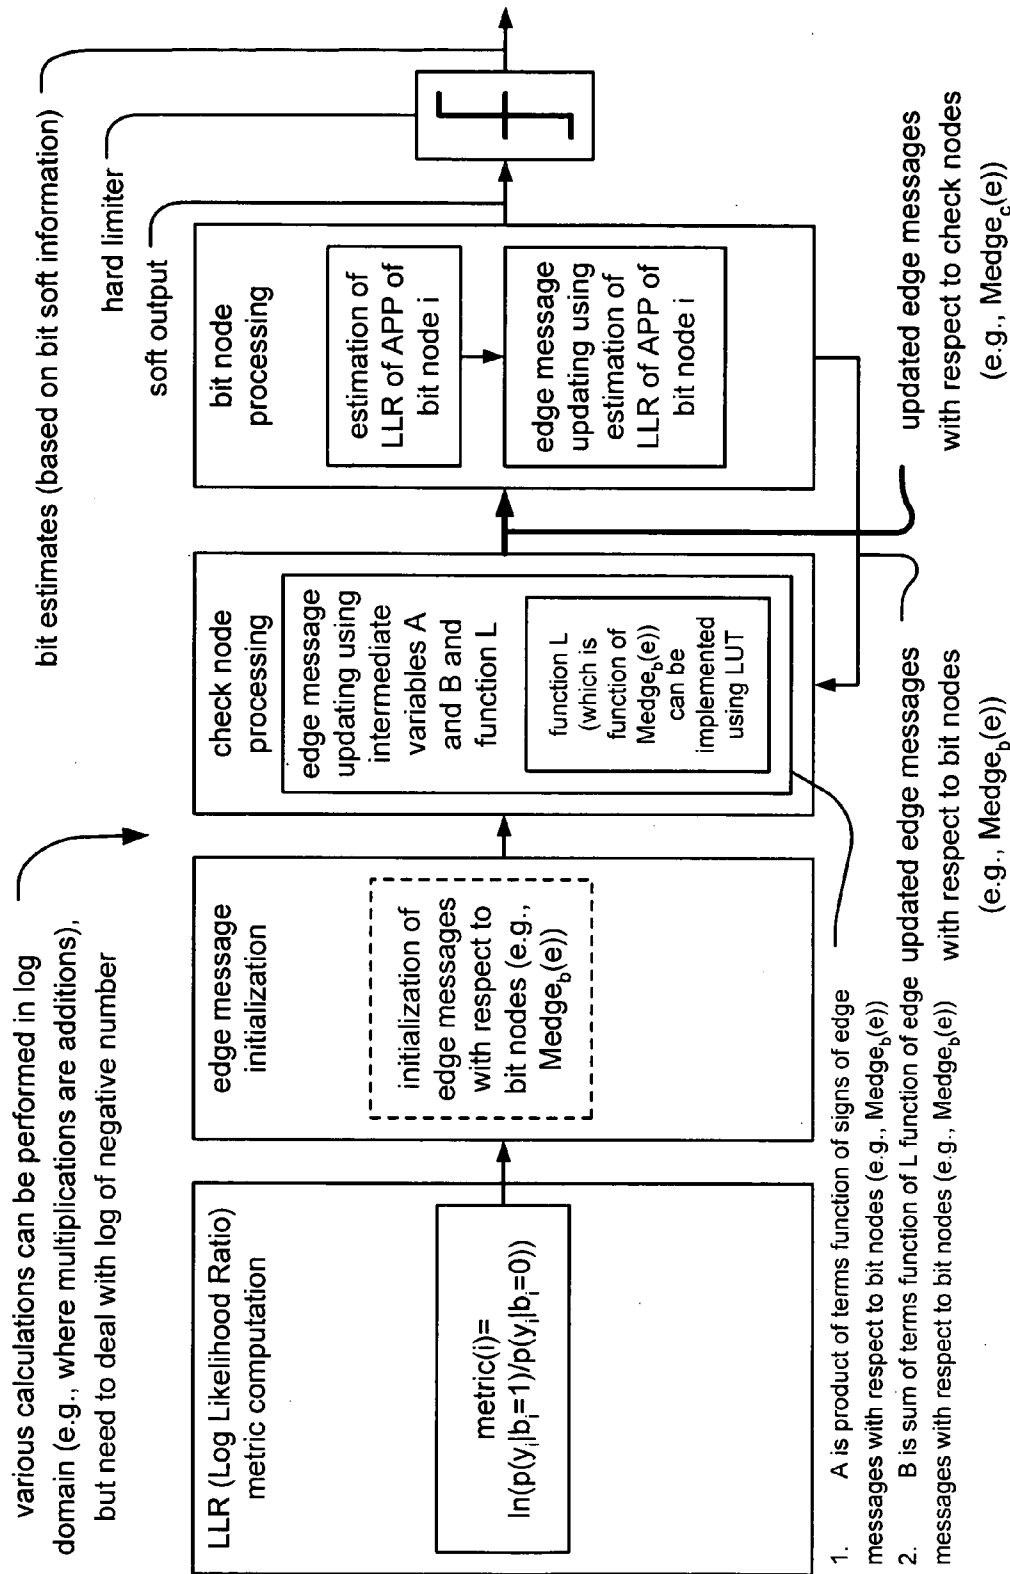 various calculations can be performed in log
domain (e.g., where multiplications are additions),
but need to deal with log of negative number
bit estimates (based on bit soft information)
hard limiter
soft output
LLR (Log Likelihood Ratio)
metric computation
metric(i)=
ln(p(yᵢ|bᵢ=1)/p(yᵢ|bᵢ=0))
edge message
initialization
initialization of
edge messages
with respect to
bit nodes (e.g.,
Medge_b(e))
check node
processing
edge message
updating using
intermediate
variables A
and B and
function L
function L
(which is
function of
Medge_b(e))
can be
implemented
using LUT
bit node
processing
estimation of
LLR of APP of
bit node i
edge message
updating using
estimation of
LLR of APP of
bit node i
1. A is product of terms function of signs of edge
messages with respect to bit nodes (e.g., Medge_b(e))
2. B is sum of terms function of L function of edge
messages with respect to bit nodes (e.g., Medge_b(e))
updated edge messages
with respect to bit nodes
(e.g., Medge_b(e))
updated edge messages
with respect to check nodes
(e.g., Medge_c(e))